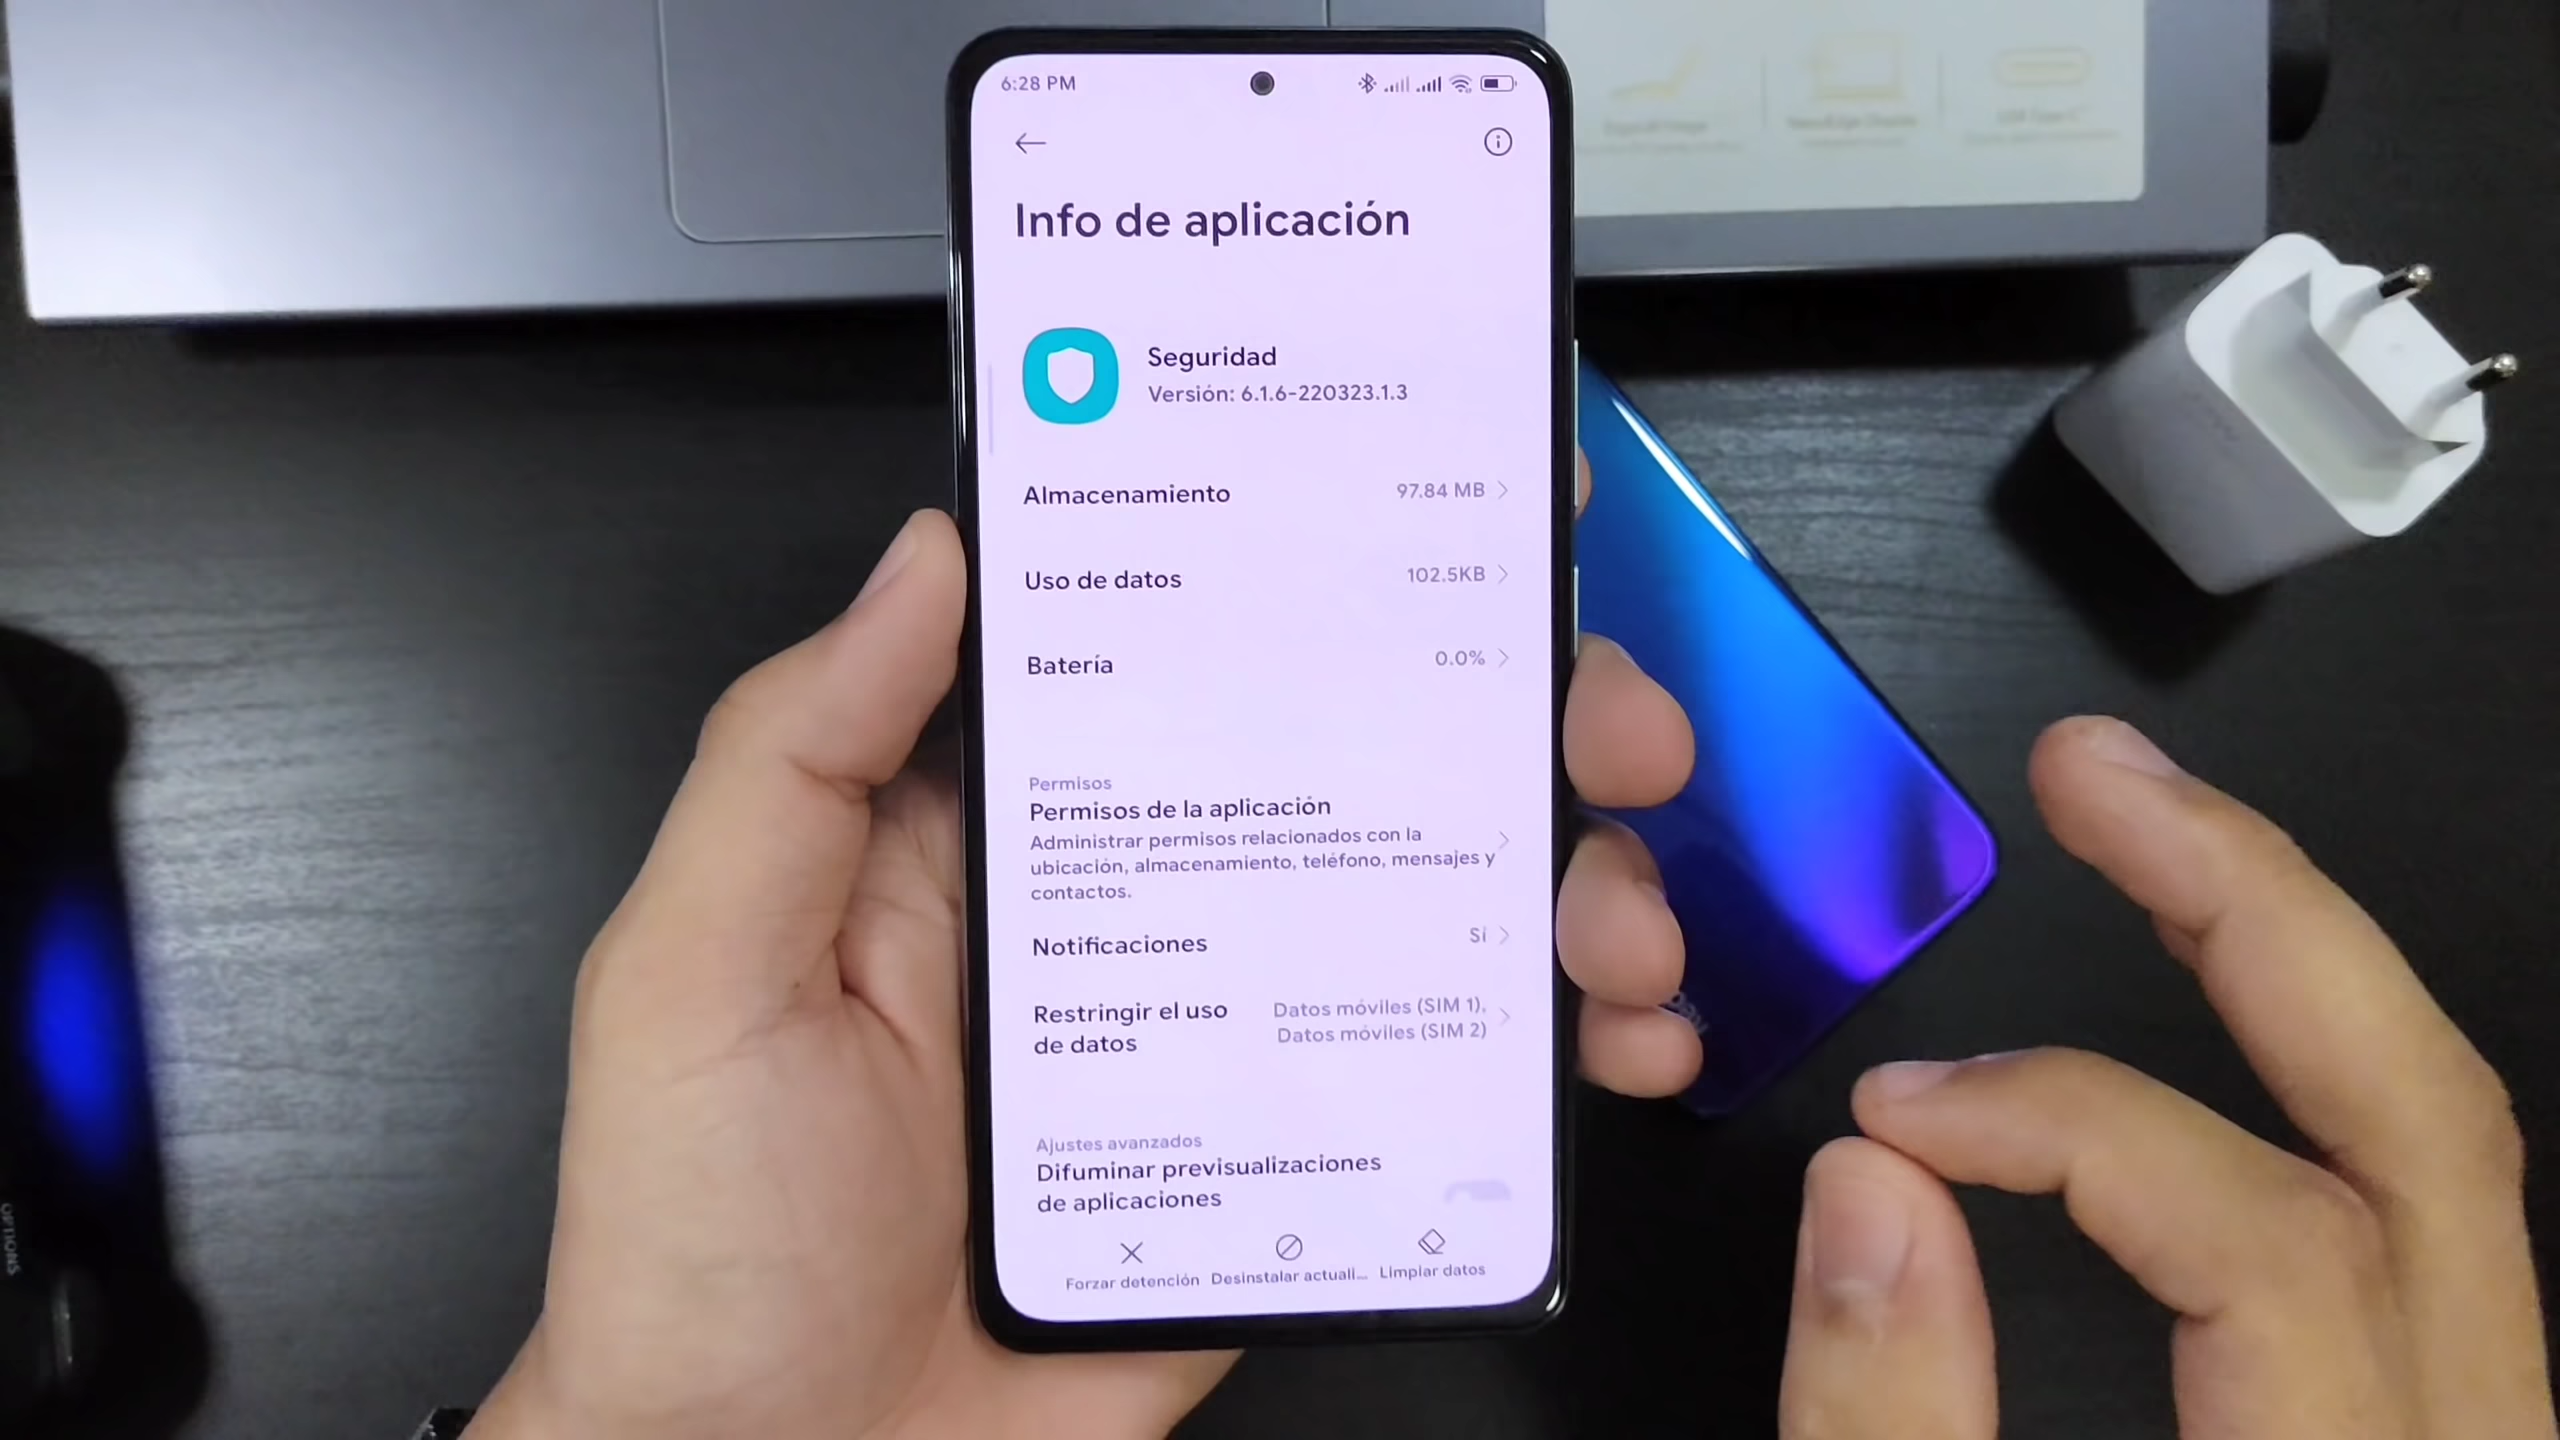 6:28 PM
Info de aplicación
Seguridad
Versión: 6.1.6-220323.1.3
Almacenamiento
97.84 MB
Uso de datos
102.5KB
Batería
0.0%
Permisos
Permisos de la aplicación
Administrar permisos relacionados con la
ubicación, almacenamiento, teléfono, mensajes y
contactos.
Notificaciones
Sí
Restringir el uso
de datos
Datos móviles (SIM 1),
Datos móviles (SIM 2)
Ajustes avanzados
Difuminar previsualizaciones
de aplicaciones
Forzar detención
Desinstalar actuali...
Limpiar datos
OPTIONS